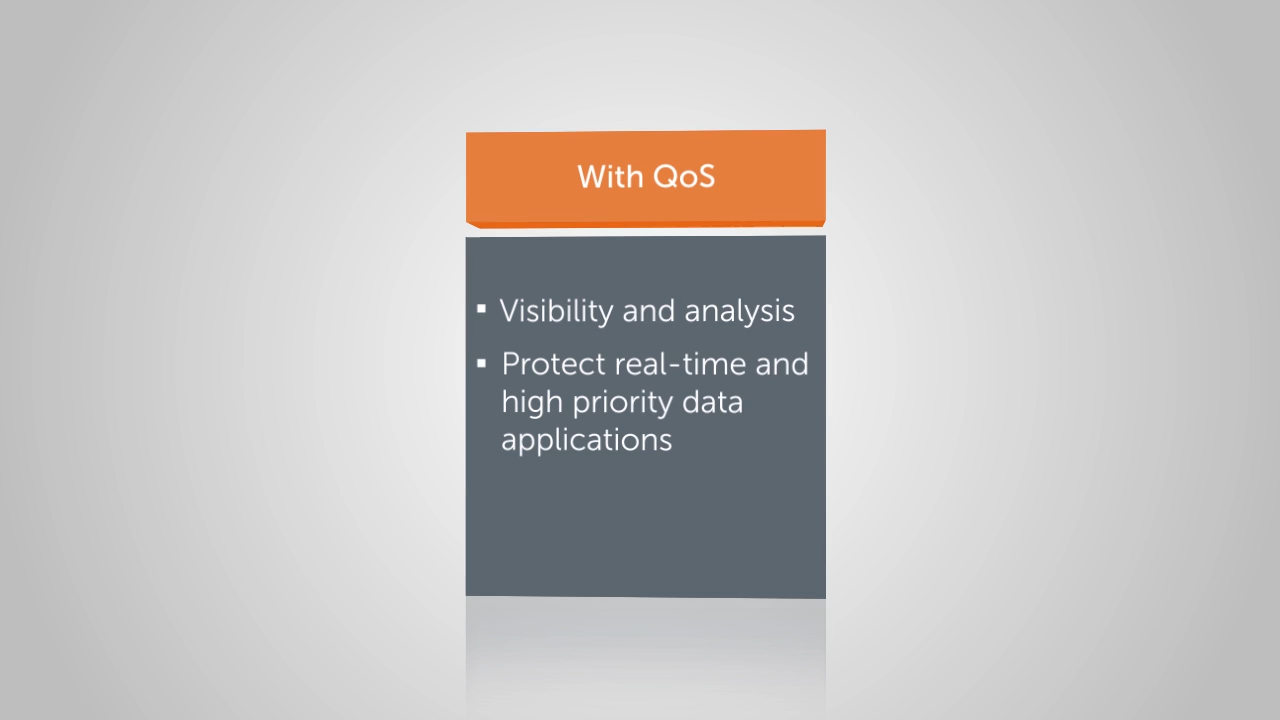 With QoS
▪ Visibility and analysis
▪ Protect real-time and
high priority data
applications